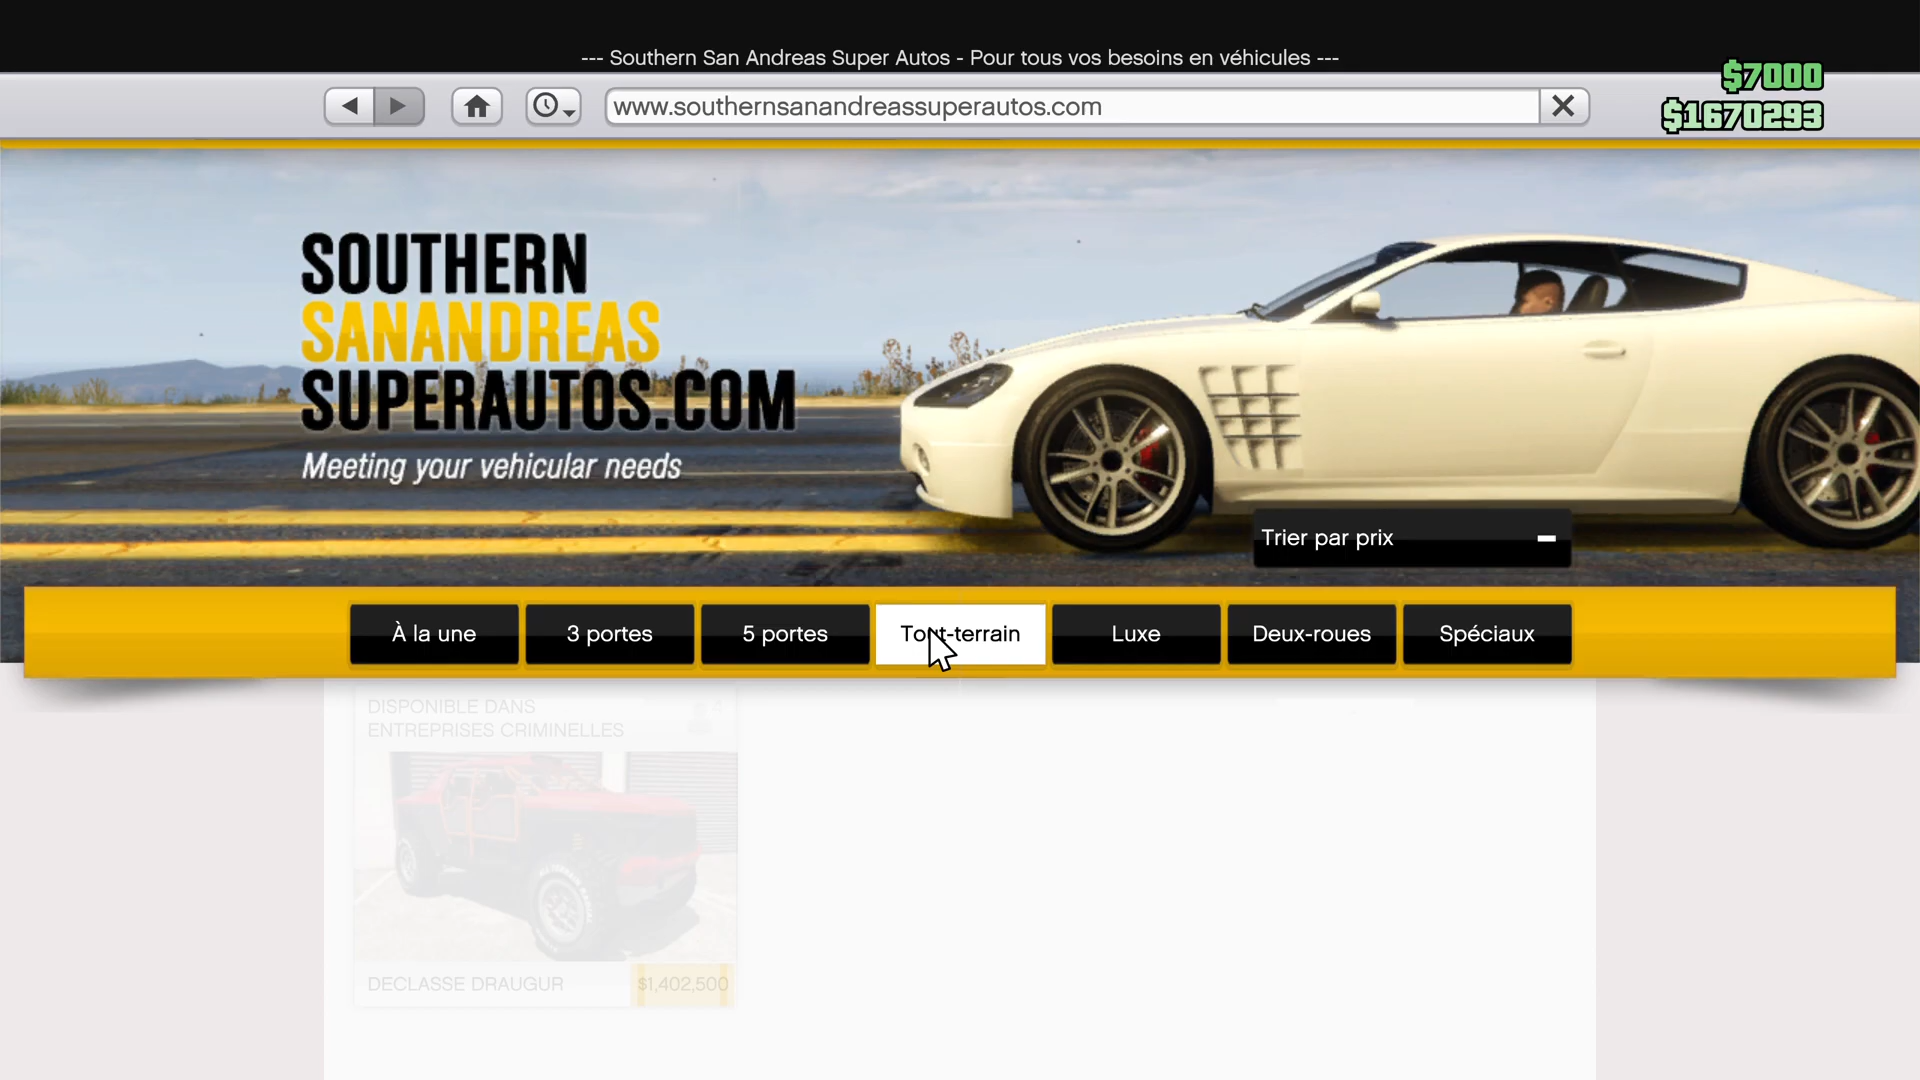 --- Southern San Andreas Super Autos - Pour tous vos besoins en véhicules ---
$7000
www.southernsanandreassuperautos.com
$1670293
SOUTHERN
SANANDREAS
SUPERAUTOS.COM
Meeting your vehicular needs
Trier par prix
À la une
3 portes
5 portes
Tout-terrain
Luxe
Deux-roues
Spéciaux
DISPONIBLE DANS
ENTREPRISES CRIMINELLES
DECLASSE DRAUGUR
$1,402,500